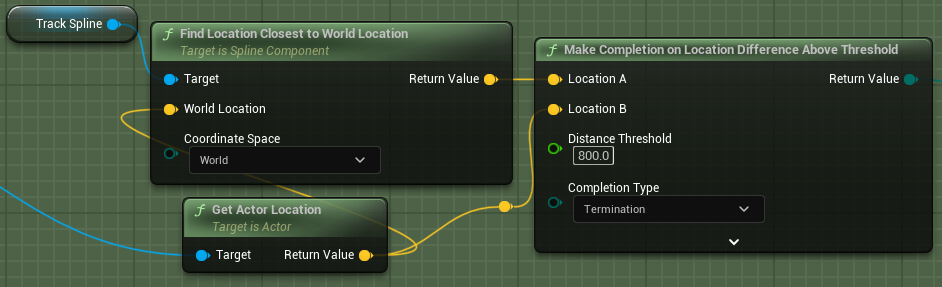 Track Spline
f Find Location Closest to World Location
Target is Spline Component
Target
Return Value
World Location
Coordinate Space
World
f Get Actor Location
Target is Actor
Target
Return Value
f Make Completion on Location Difference Above Threshold
Location A
Return Value
Location B
Distance Threshold
800.0
Completion Type
Termination